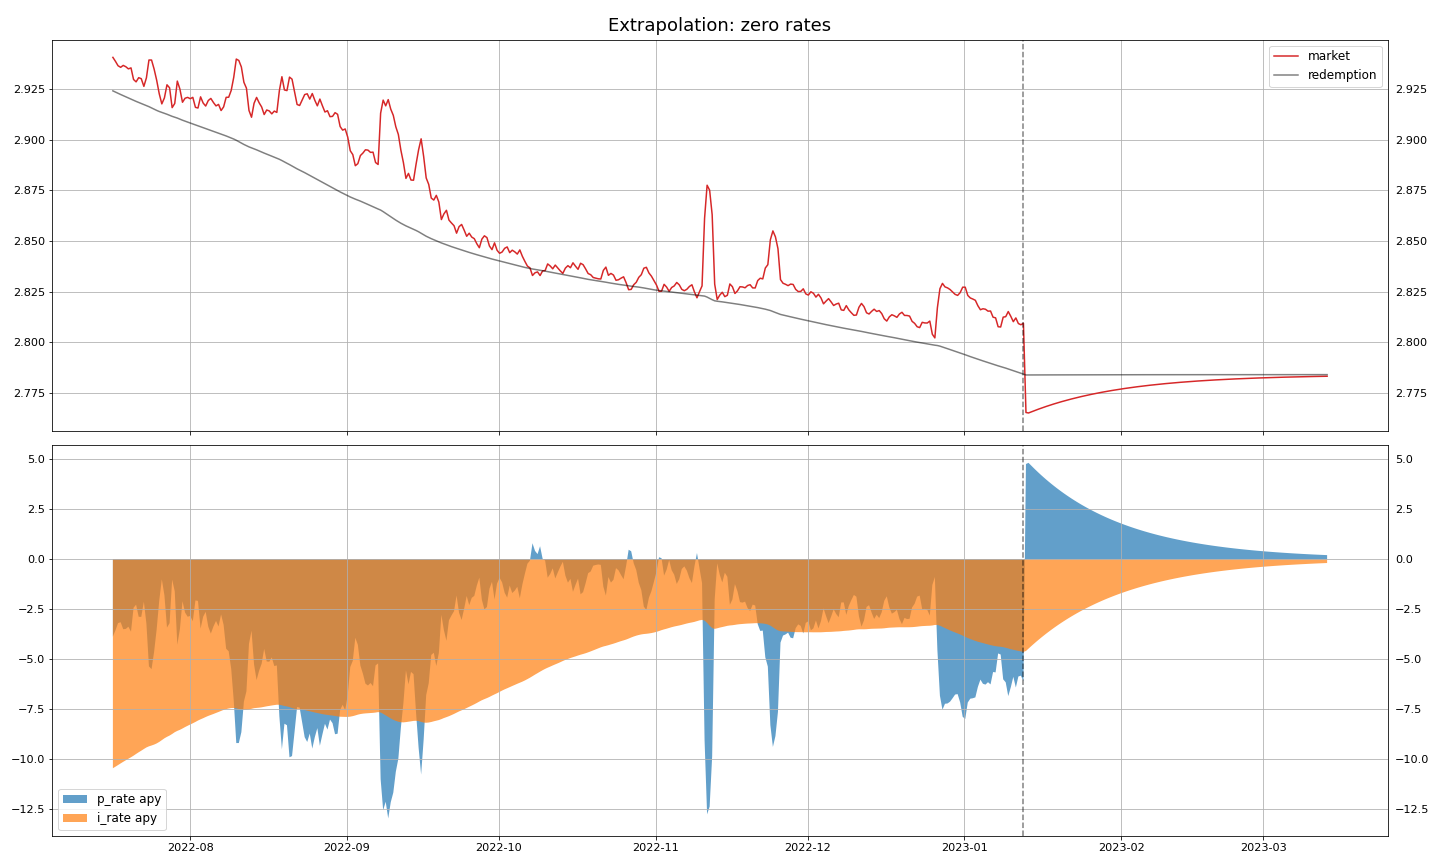 Extrapolation: zero rates
market
redemption
2.925 2.925
2.900 2.900
2.875 2.875
2.850 2.850
2.825 2.825
2.800 2.800
2.775 2.775
5.0 5.0
2.5 2.5
0.0 0.0
−2.5 −2.5
−5.0 −5.0
−7.5 −7.5
−10.0 −10.0
−12.5 −12.5
p_rate apy
i_rate apy
2022-08 2022-09 2022-10 2022-11 2022-12 2023-01 2023-02 2023-03